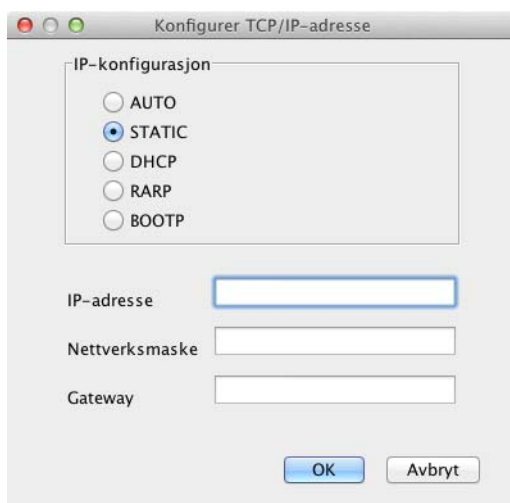 Konfigurer TCP/IP-adresse
IP-konfigurasjon
AUTO
STATIC
DHCP
RARP
BOOTP
IP-adresse
Nettverksmaske
Gateway
OK Avbryt